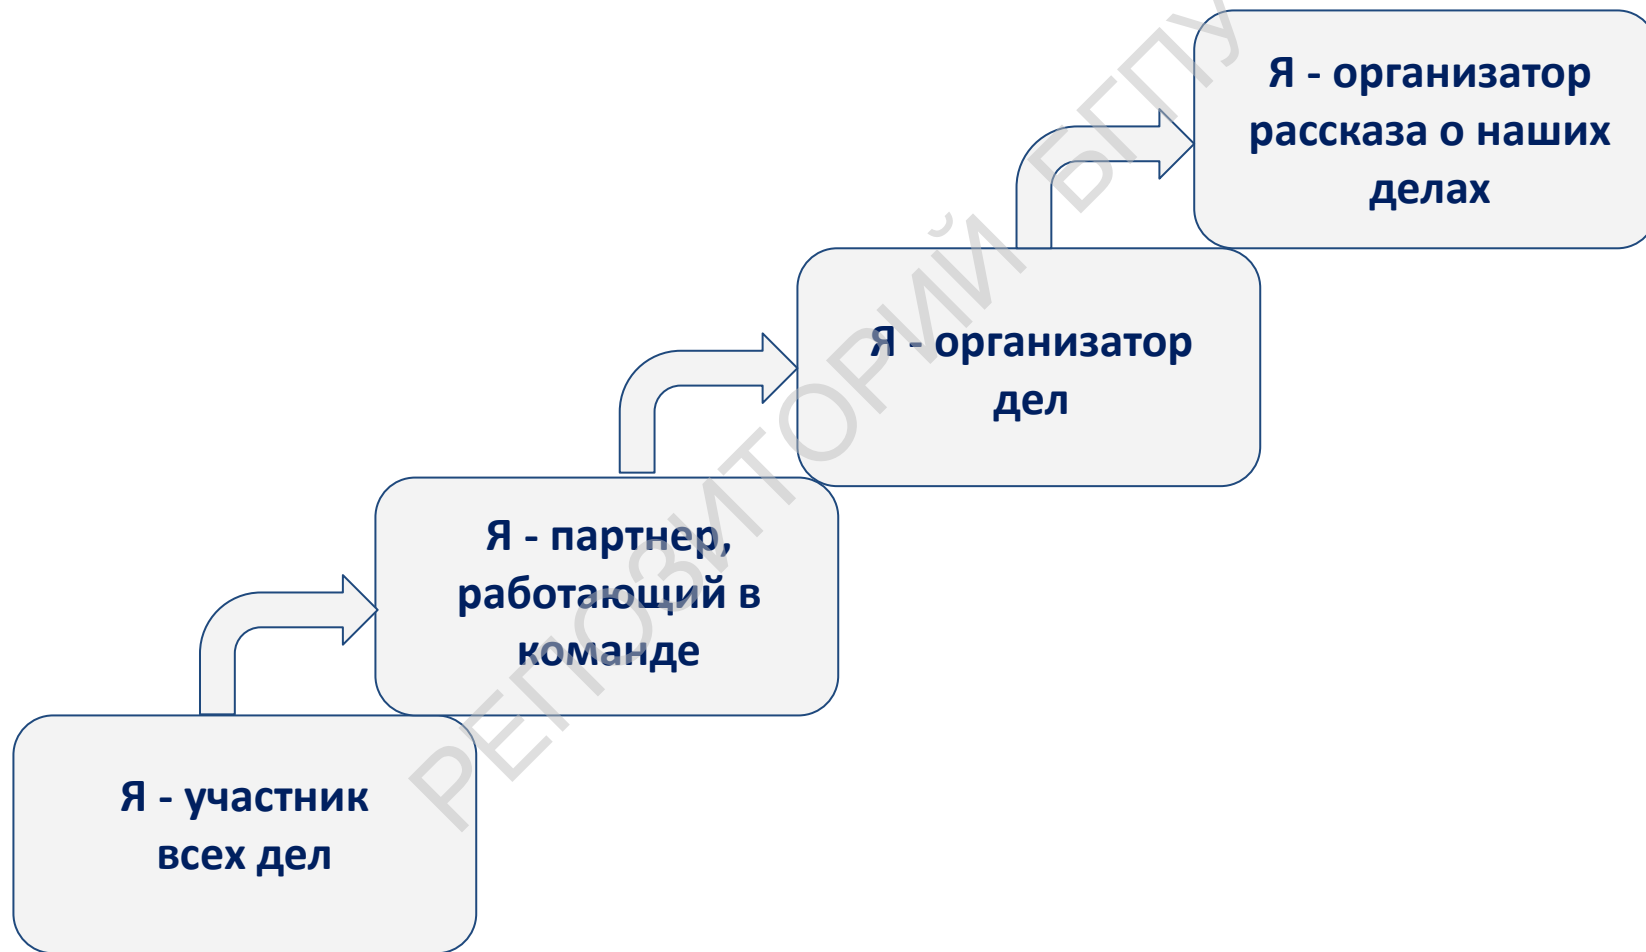 Я - организатор
рассказа о наших
делах
Я - организатор
дел
Я - партнер,
работающий в
команде
Я - участник
всех дел
РЕПОЗИТОРИЙ БГПУ